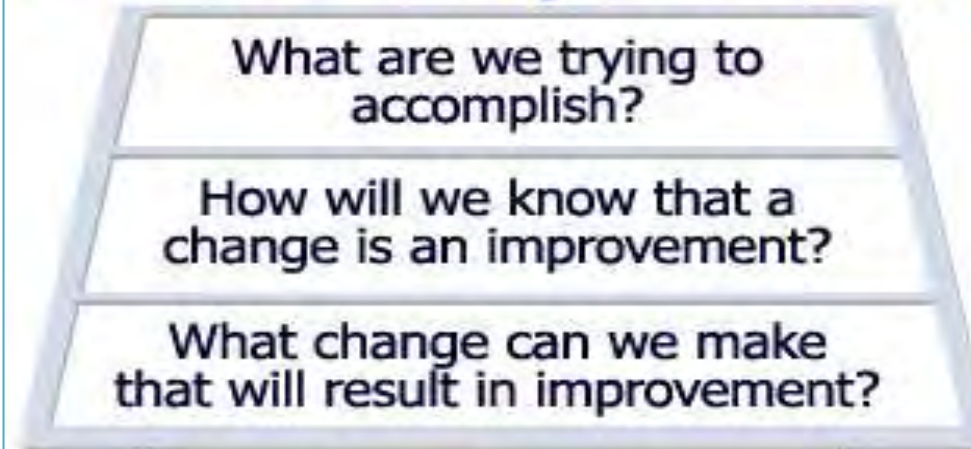 What are we trying to
accomplish?
How will we know that a
change is an improvement?
What change can we make
that will result in improvement?